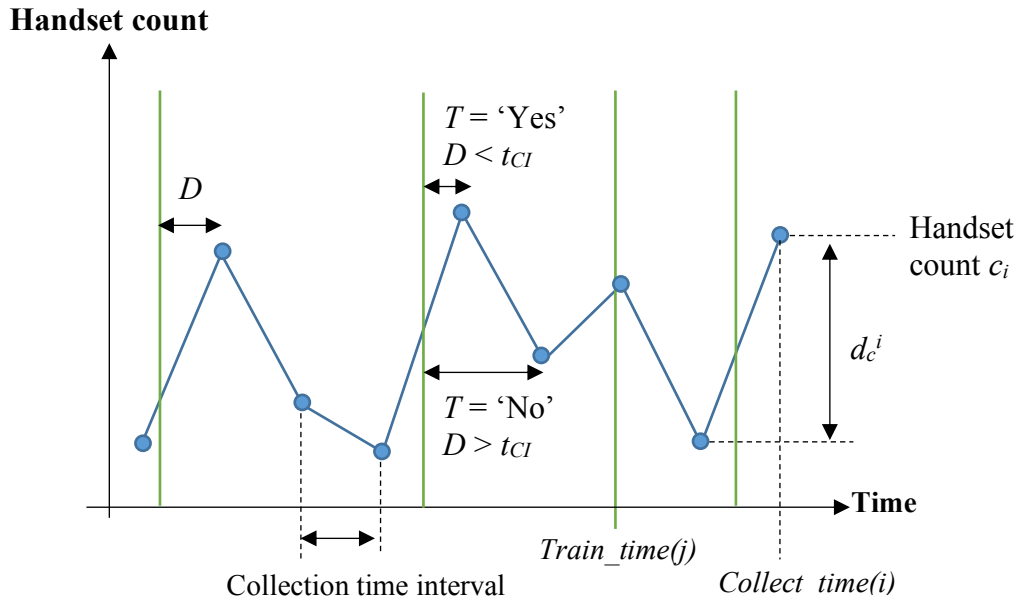 Handset count
T = ‘Yes’
D < tCI
D
Handset
count ci
dci
T = ‘No’
D > tCI
Time
Train_time(j)
Collection time interval
Collect_time(i)